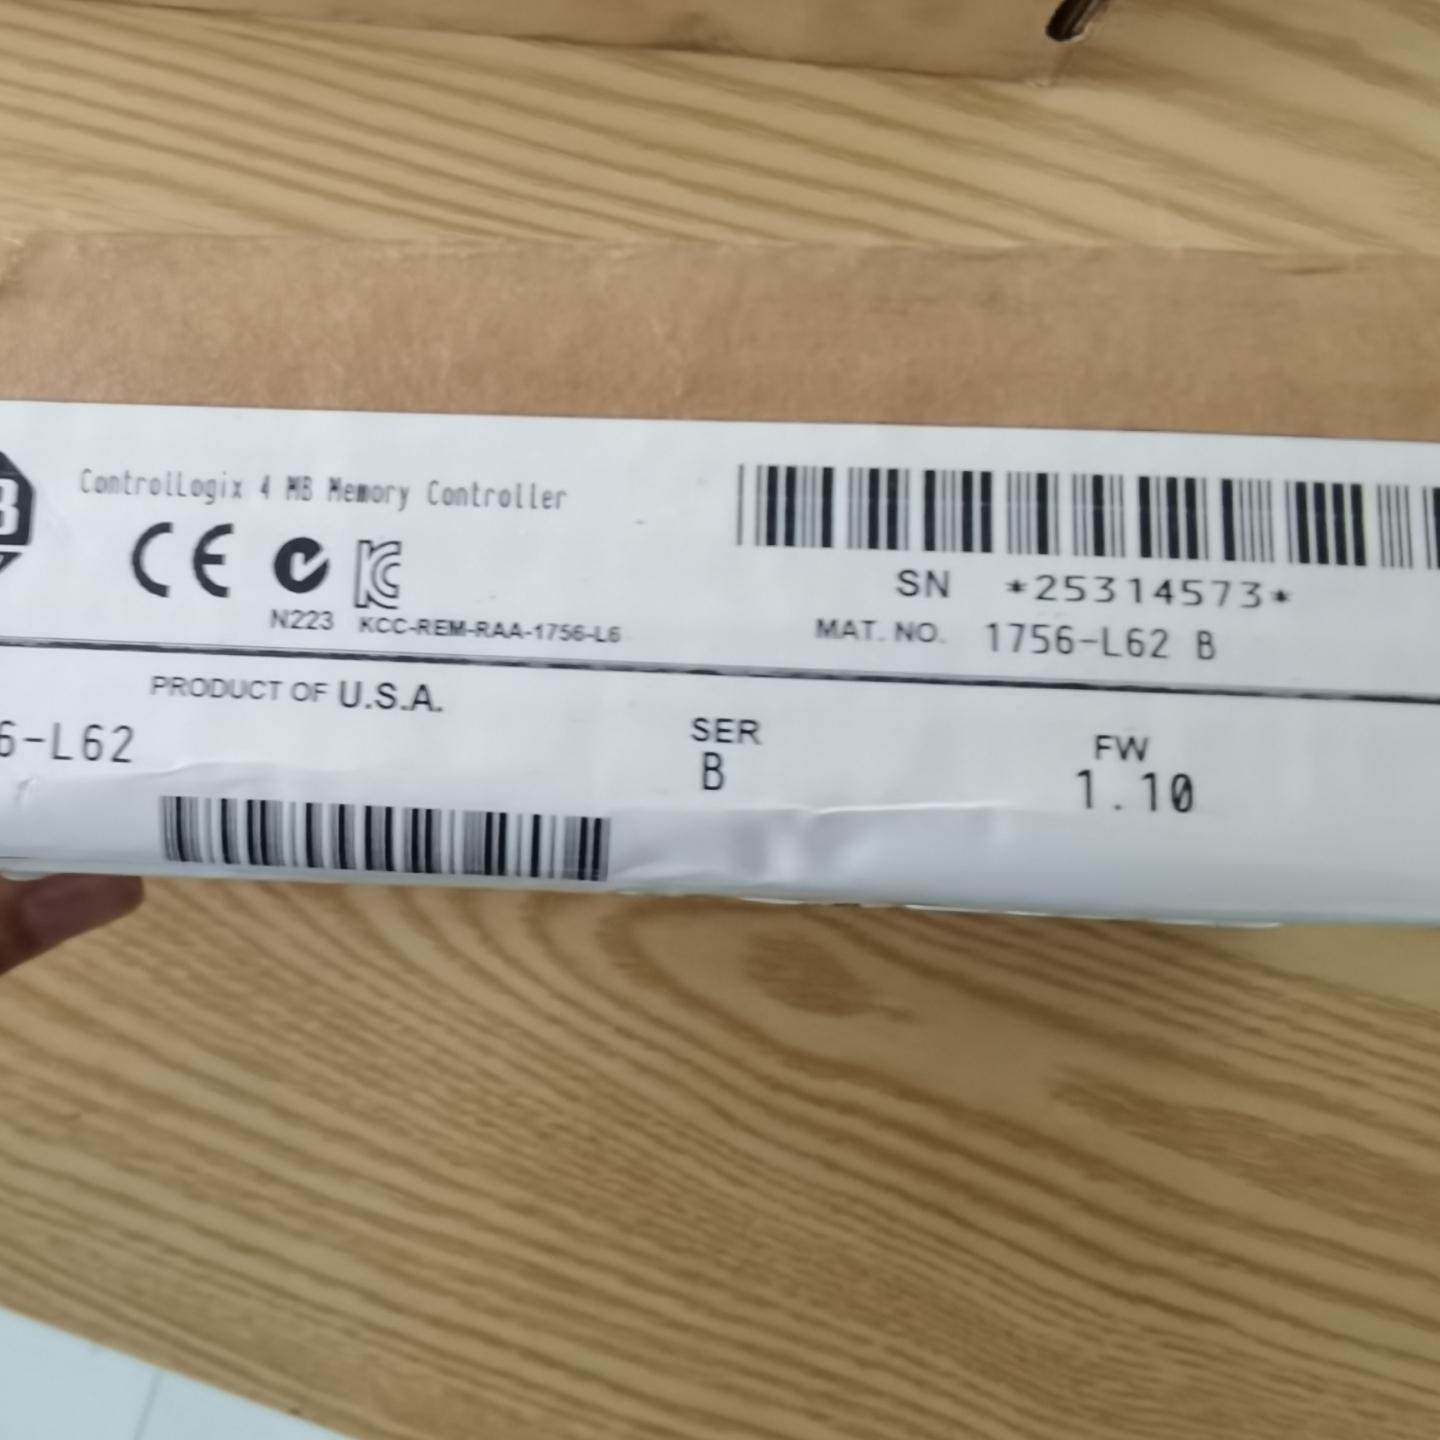 B
ControlLogix 4 MB Memory Controller
CE
N223 KCC-REM-RAA-1756-L6
SN *25314573*
MAT. NO. 1756-L62 B
PRODUCT OF U.S.A.
6-L62
SER
B
FW
1.10